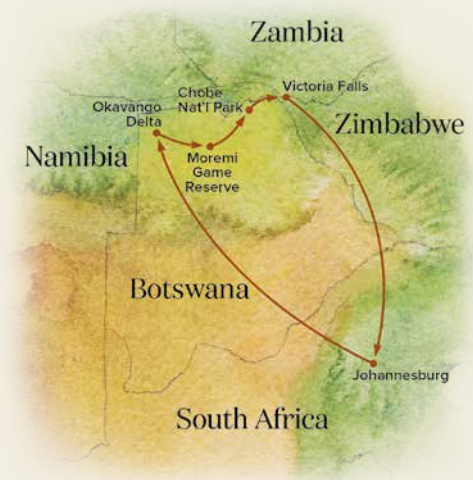 Zambia
Chobe
Nat'l Park
Victoria Falls
Okavango
Delta
Zimbabwe
Namibia
Moremi
Game
Reserve
Botswana
Johannesburg
South Africa